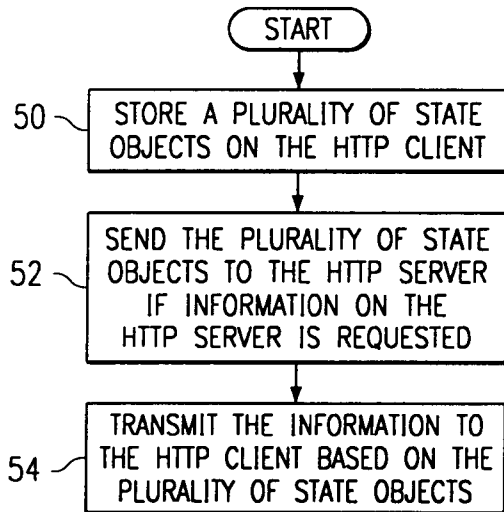 START
50
STORE A PLURALITY OF STATE
OBJECTS ON THE HTTP CLIENT
52
SEND THE PLURALITY OF STATE
OBJECTS TO THE HTTP SERVER
IF INFORMATION ON THE
HTTP SERVER IS REQUESTED
54
TRANSMIT THE INFORMATION TO
THE HTTP CLIENT BASED ON THE
PLURALITY OF STATE OBJECTS